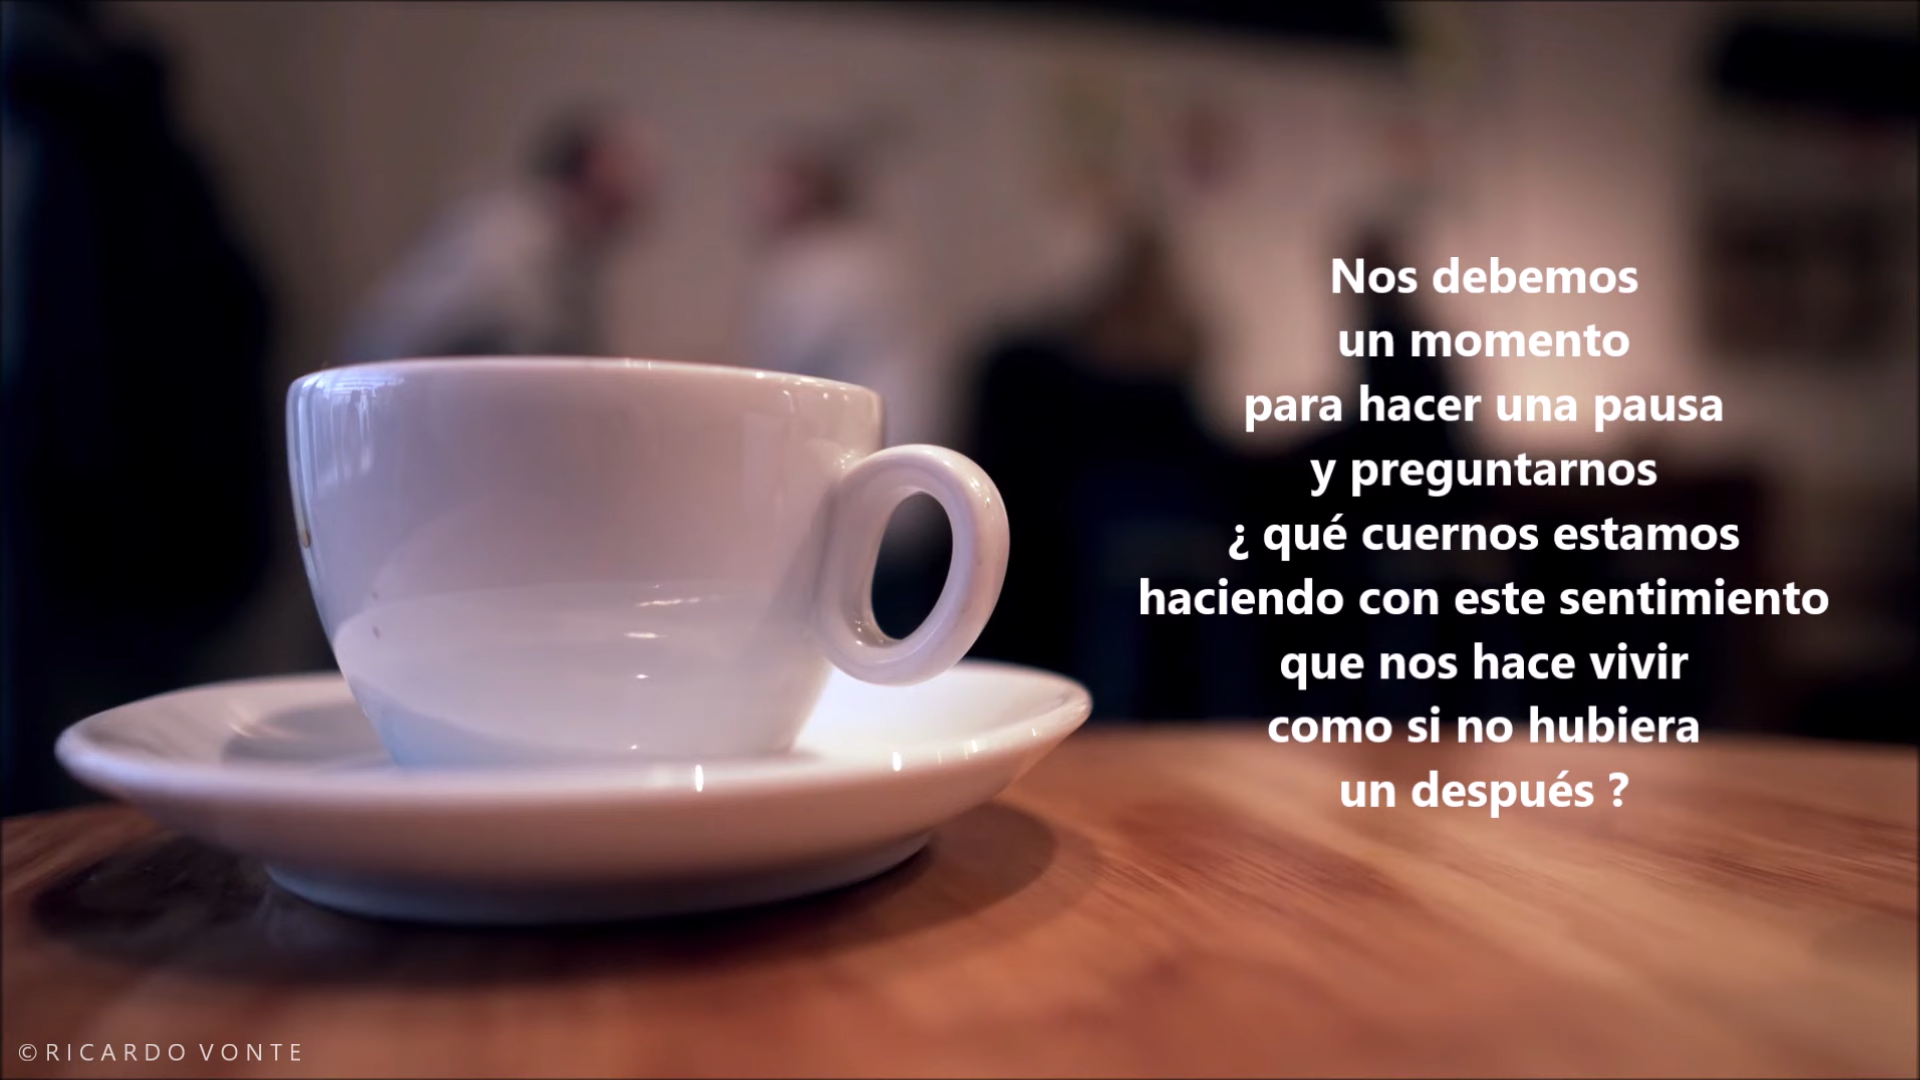 Nos debemos
un momento
para hacer una pausa
y preguntarnos
¿ qué cuernos estamos
haciendo con este sentimiento
que nos hace vivir
como si no hubiera
un después ?
© RICARDO VONTE